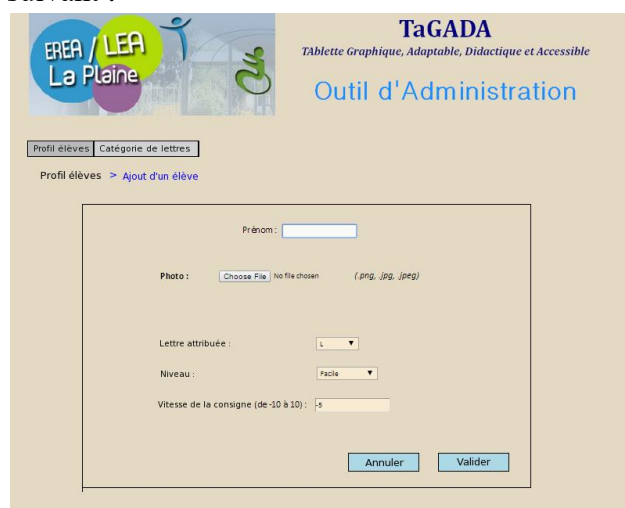 EREA / LEA
La Plaine
TaGADA
TAblette Graphique, Adaptable, Didactique et Accessible
Outil d'Administration
Profil élèves Catégorie de lettres
Profil élèves > Ajout d'un élève
Prénom :
Photo : Choose File No file chosen (.png, .jpg, .jpeg)
Lettre attribuée : L
Niveau : Facile
Vitesse de la consigne (de -10 à 10) : -5
Annuler Valider